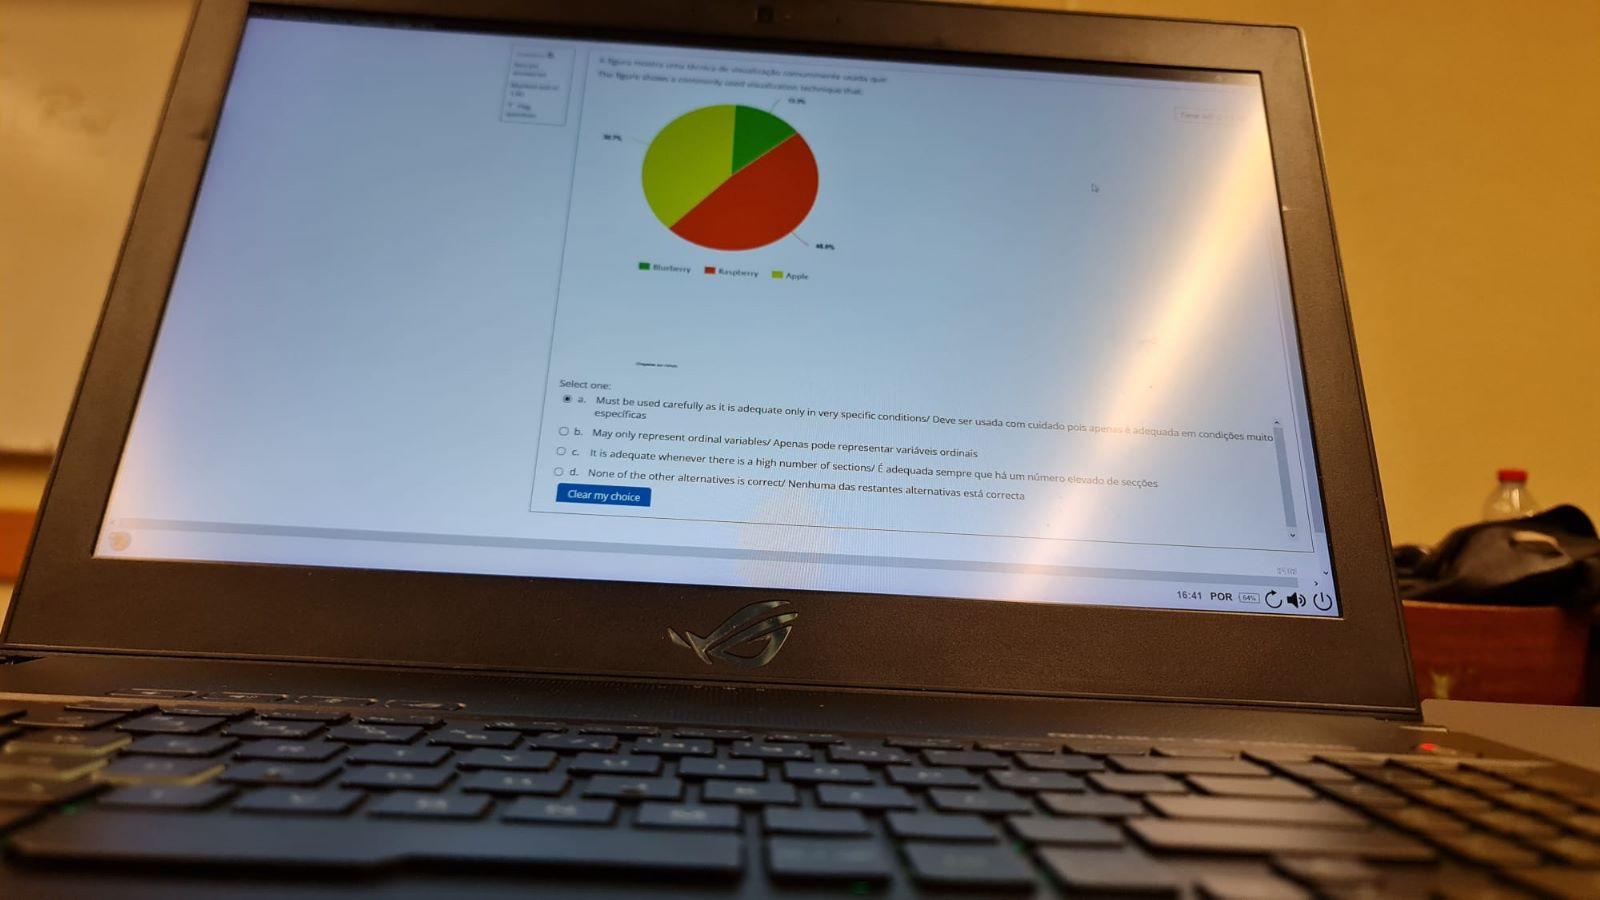 A figura mostra uma técnica de visualização comummente usada que:
The figure shows a commonly used visualization technique that:
Blueberry Raspberry Apple
Select one:
a. Must be used carefully as it is adequate only in very specific conditions/ Deve ser usada com cuidado pois apenas é adequada em condições muito
específicas
b. May only represent ordinal variables/ Apenas pode representar variáveis ordinais
c. It is adequate whenever there is a high number of sections/ É adequada sempre que há um número elevado de secções
d. None of the other alternatives is correct/ Nenhuma das restantes alternativas está correcta
Clear my choice
16:41 POR 64%